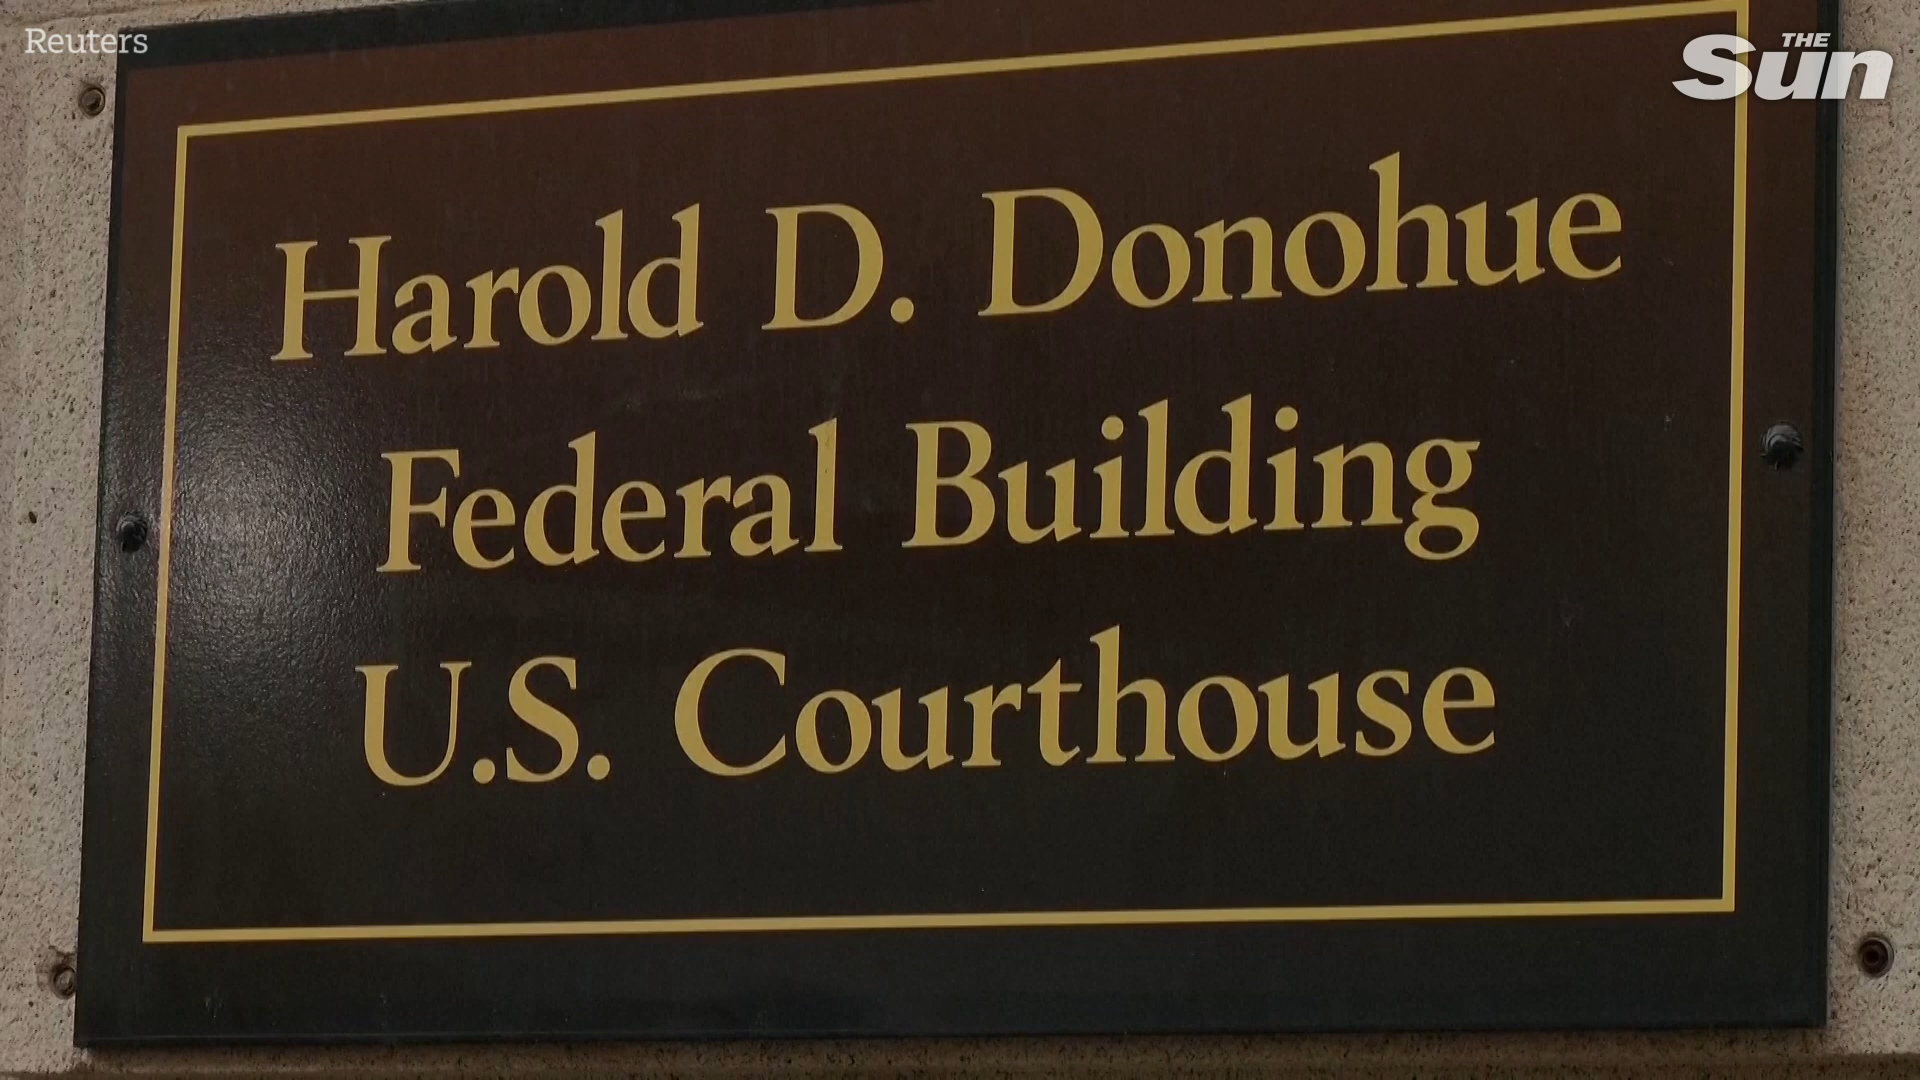 Reuters
THE
Sun
Harold D. Donohue
Federal Building
U.S. Courthouse